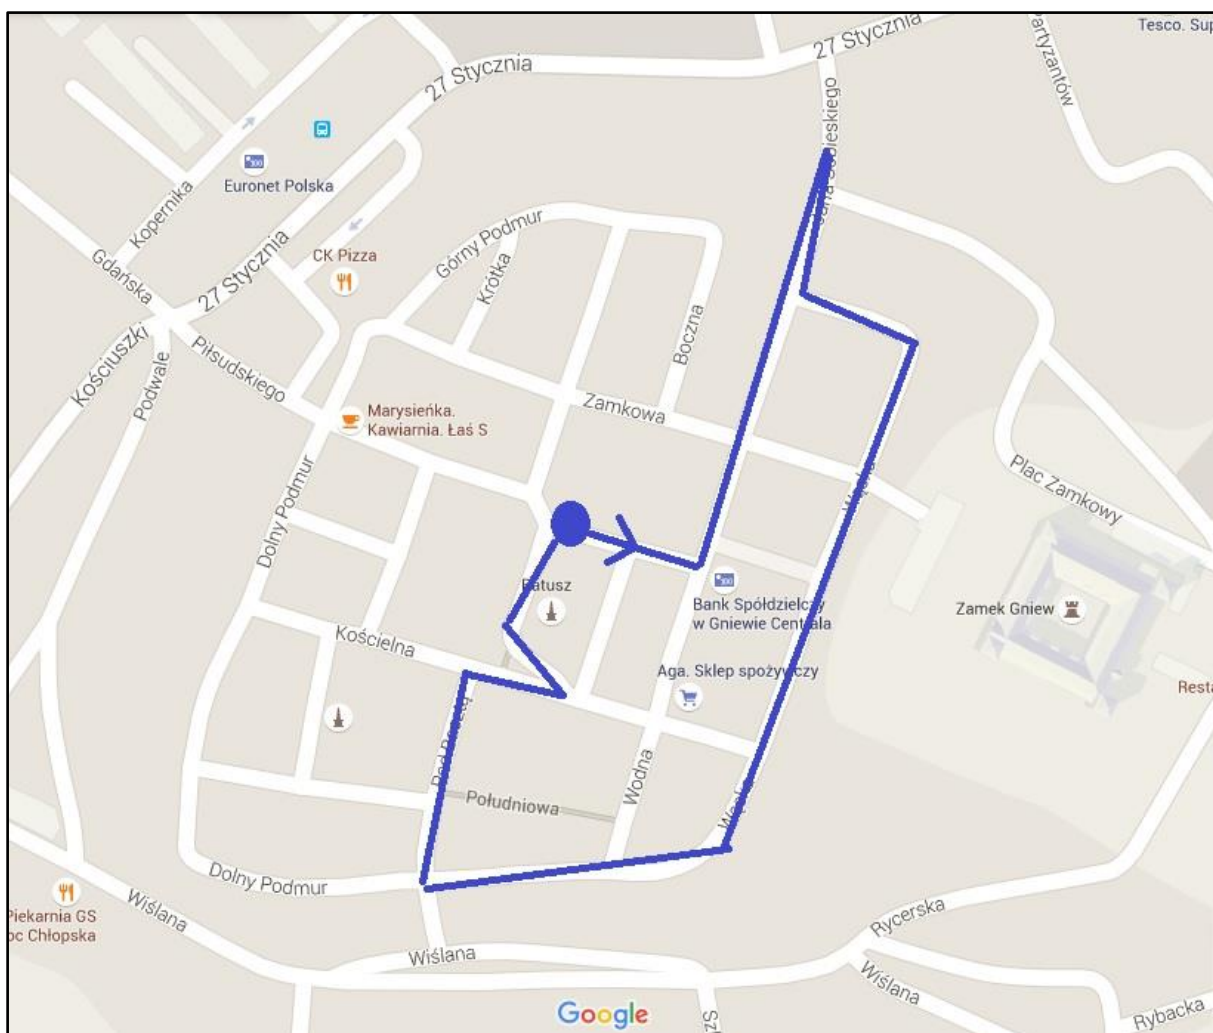 Tesco. Sup
27 Stycznia
Partyzantów
27 Stycznia
Euronet Polska
Kopernika
Górny Podmur
CK Pizza
Gdańska
27 Stycznia
Krótka
Boczna
Kościuszki
Piłsudskiego
Podwale
Zamkowa
Marysieńka.
Kawiarnia. Łaś S
Plac Zamkowy
Dolny Podmur
Ratusz
Bank Spółdzielczy
w Gniewie Centrala
Zamek Gniew
Kościelna
Aga. Sklep spożywczy
Resta
Wodna
Południowa
Dolny Podmur
Piekarnia GS
oc Chłopska
Wiślana
Rycerska
Wiślana
Wiślana
Google
Rybacka